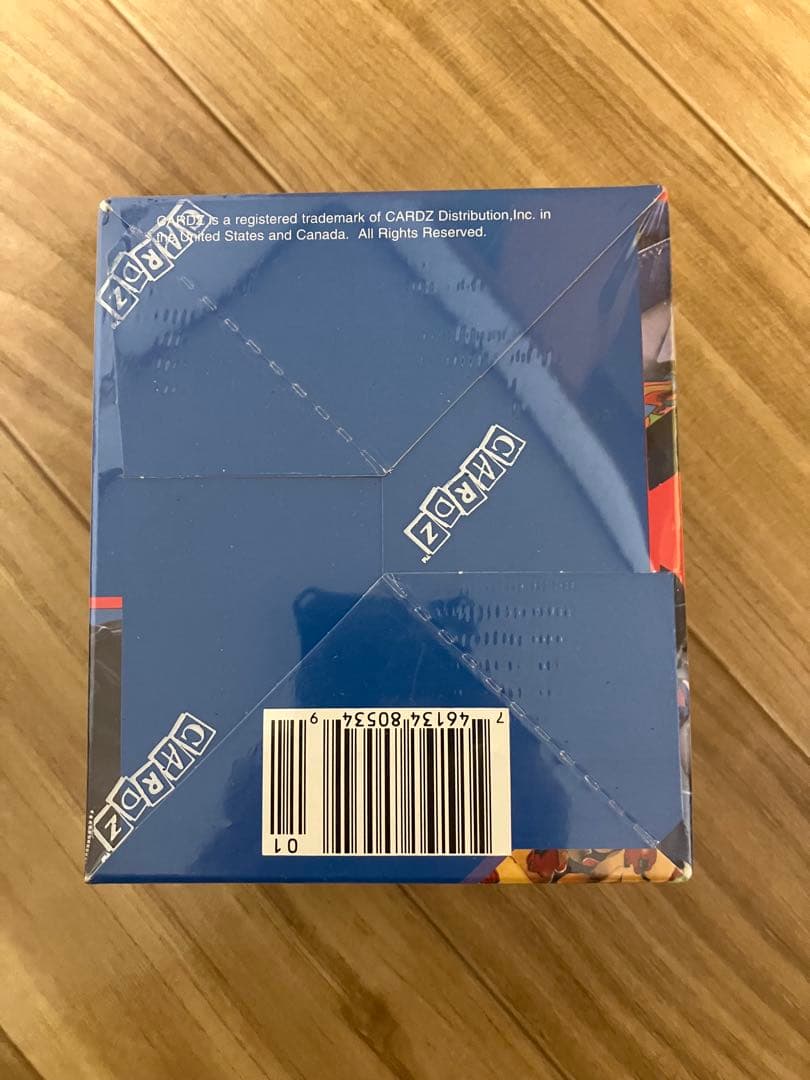 CARDZ is a registered trademark of CARDZ Distribution,Inc. in
the United States and Canada.  All Rights Reserved.
CARDZ
CARDZ™
CARDZ
7 46134 80534 9
01